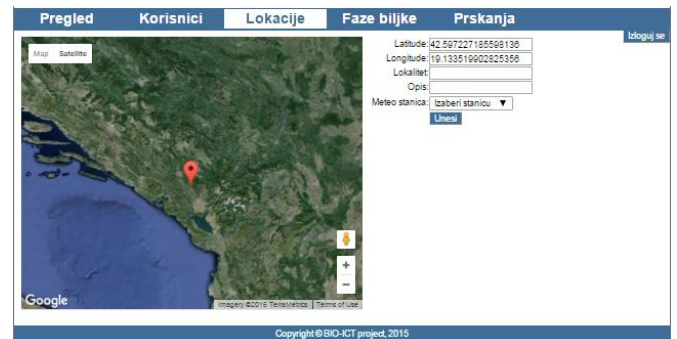 Pregled Korisnici Lokacije Faze biljke Prskanja
Izloguj se
Map Satellite
Latitude: 42.597227185598136
Longitude: 19.133519902825356
Lokalitet:
Opis:
Meteo stanica: Izaberi stanicu ▼
Unesi
+
−
Google
Imagery ©2016 TerraMetrics Terms of Use
Copyright © BIO-ICT project, 2015